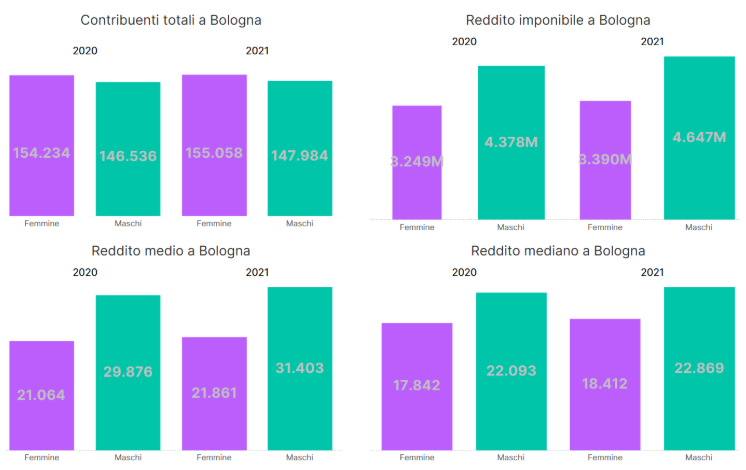 Contribuenti totali a Bologna
2020 2021
154.234 146.536 155.058 147.984
Femmine Maschi Femmine Maschi
Reddito imponibile a Bologna
2020 2021
3.249M 4.378M 3.390M 4.647M
Femmine Maschi Femmine Maschi
Reddito medio a Bologna
2020 2021
21.064 29.876 21.861 31.403
Femmine Maschi Femmine Maschi
Reddito mediano a Bologna
2020 2021
17.842 22.093 18.412 22.869
Femmine Maschi Femmine Maschi